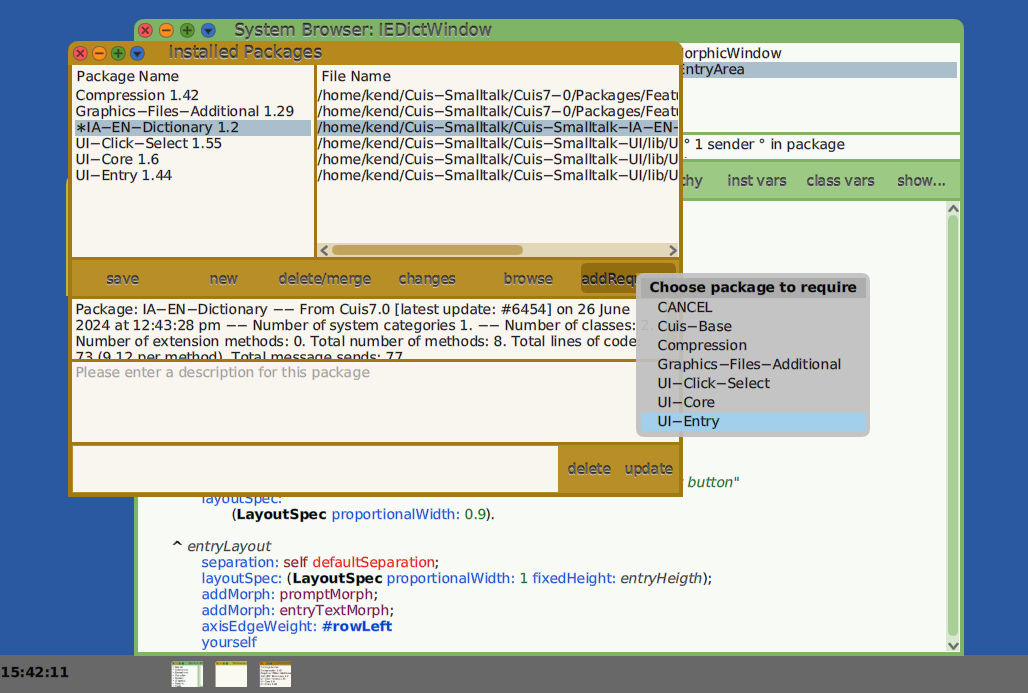 System Browser: IEDictWindow
Installed Packages
Package Name
File Name
Compression 1.42
Graphics−Files−Additional 1.29
∗IA−EN−Dictionary 1.2
UI−Click−Select 1.55
UI−Core 1.6
UI−Entry 1.44
/home/kend/Cuis−Smalltalk/Cuis7−0/Packages/Featu
/home/kend/Cuis−Smalltalk/Cuis7−0/Packages/Featu
/home/kend/Cuis−Smalltalk/Cuis−Smalltalk−IA−EN−
/home/kend/Cuis−Smalltalk/Cuis−Smalltalk−UI/lib/U
/home/kend/Cuis−Smalltalk/Cuis−Smalltalk−UI/lib/U
/home/kend/Cuis−Smalltalk/Cuis−Smalltalk−UI/lib/U
orphicWindow
EntryArea
° 1 sender ° in package
chy inst vars class vars show...
save new delete/merge changes browse addRequ
Package: IA−EN−Dictionary −− From Cuis7.0 [latest update: #6454] on 26 June
2024 at 12:43:28 pm −− Number of system categories 1. −− Number of classes: 2.
Number of extension methods: 0. Total number of methods: 8. Total lines of code:
73 (9.12 per method). Total message sends: 77
Please enter a description for this package
Choose package to require
CANCEL
Cuis−Base
Compression
Graphics−Files−Additional
UI−Click−Select
UI−Core
UI−Entry
delete update
button"
layoutSpec:
(LayoutSpec proportionalWidth: 0.9).
^ entryLayout
separation: self defaultSeparation;
layoutSpec: (LayoutSpec proportionalWidth: 1 fixedHeight: entryHeigth);
addMorph: promptMorph;
addMorph: entryTextMorph;
axisEdgeWeight: #rowLeft
yourself
15:42:11